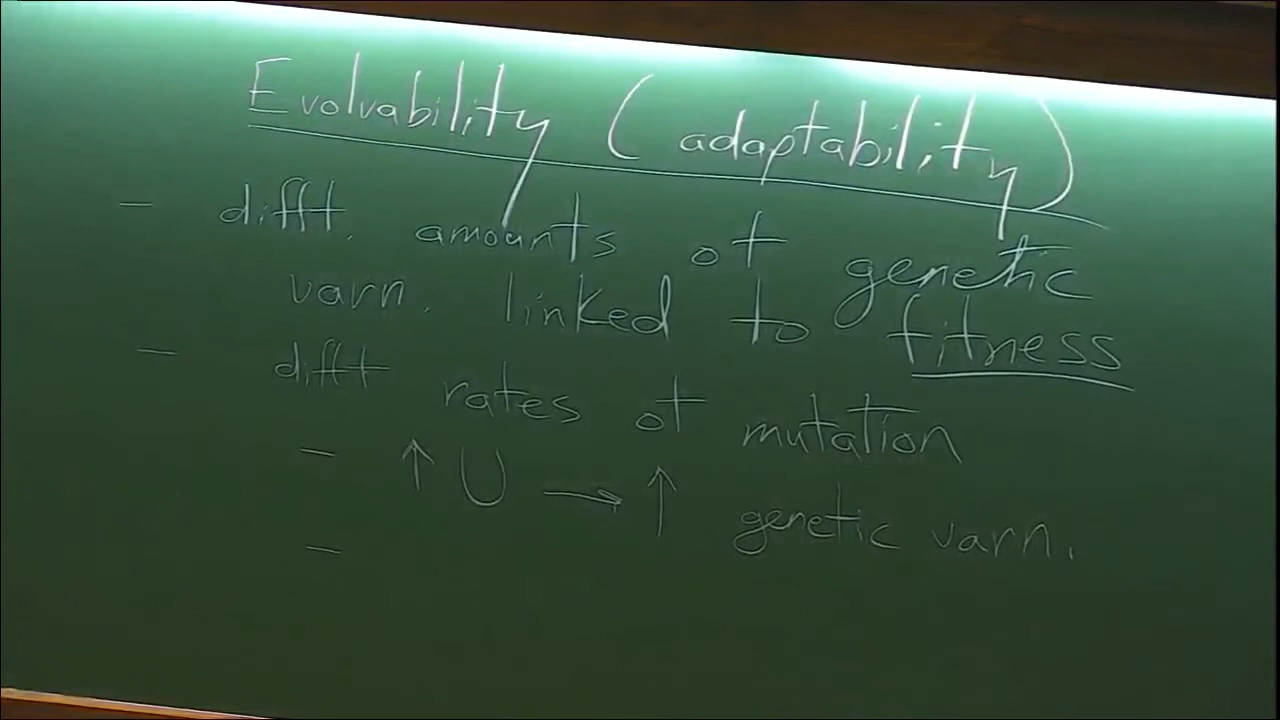 Evolvability (adaptability)
- difft. amounts of genetic
varn. linked to fitness
- difft rates of mutation
- ↑ U → ↑ genetic varn.
-